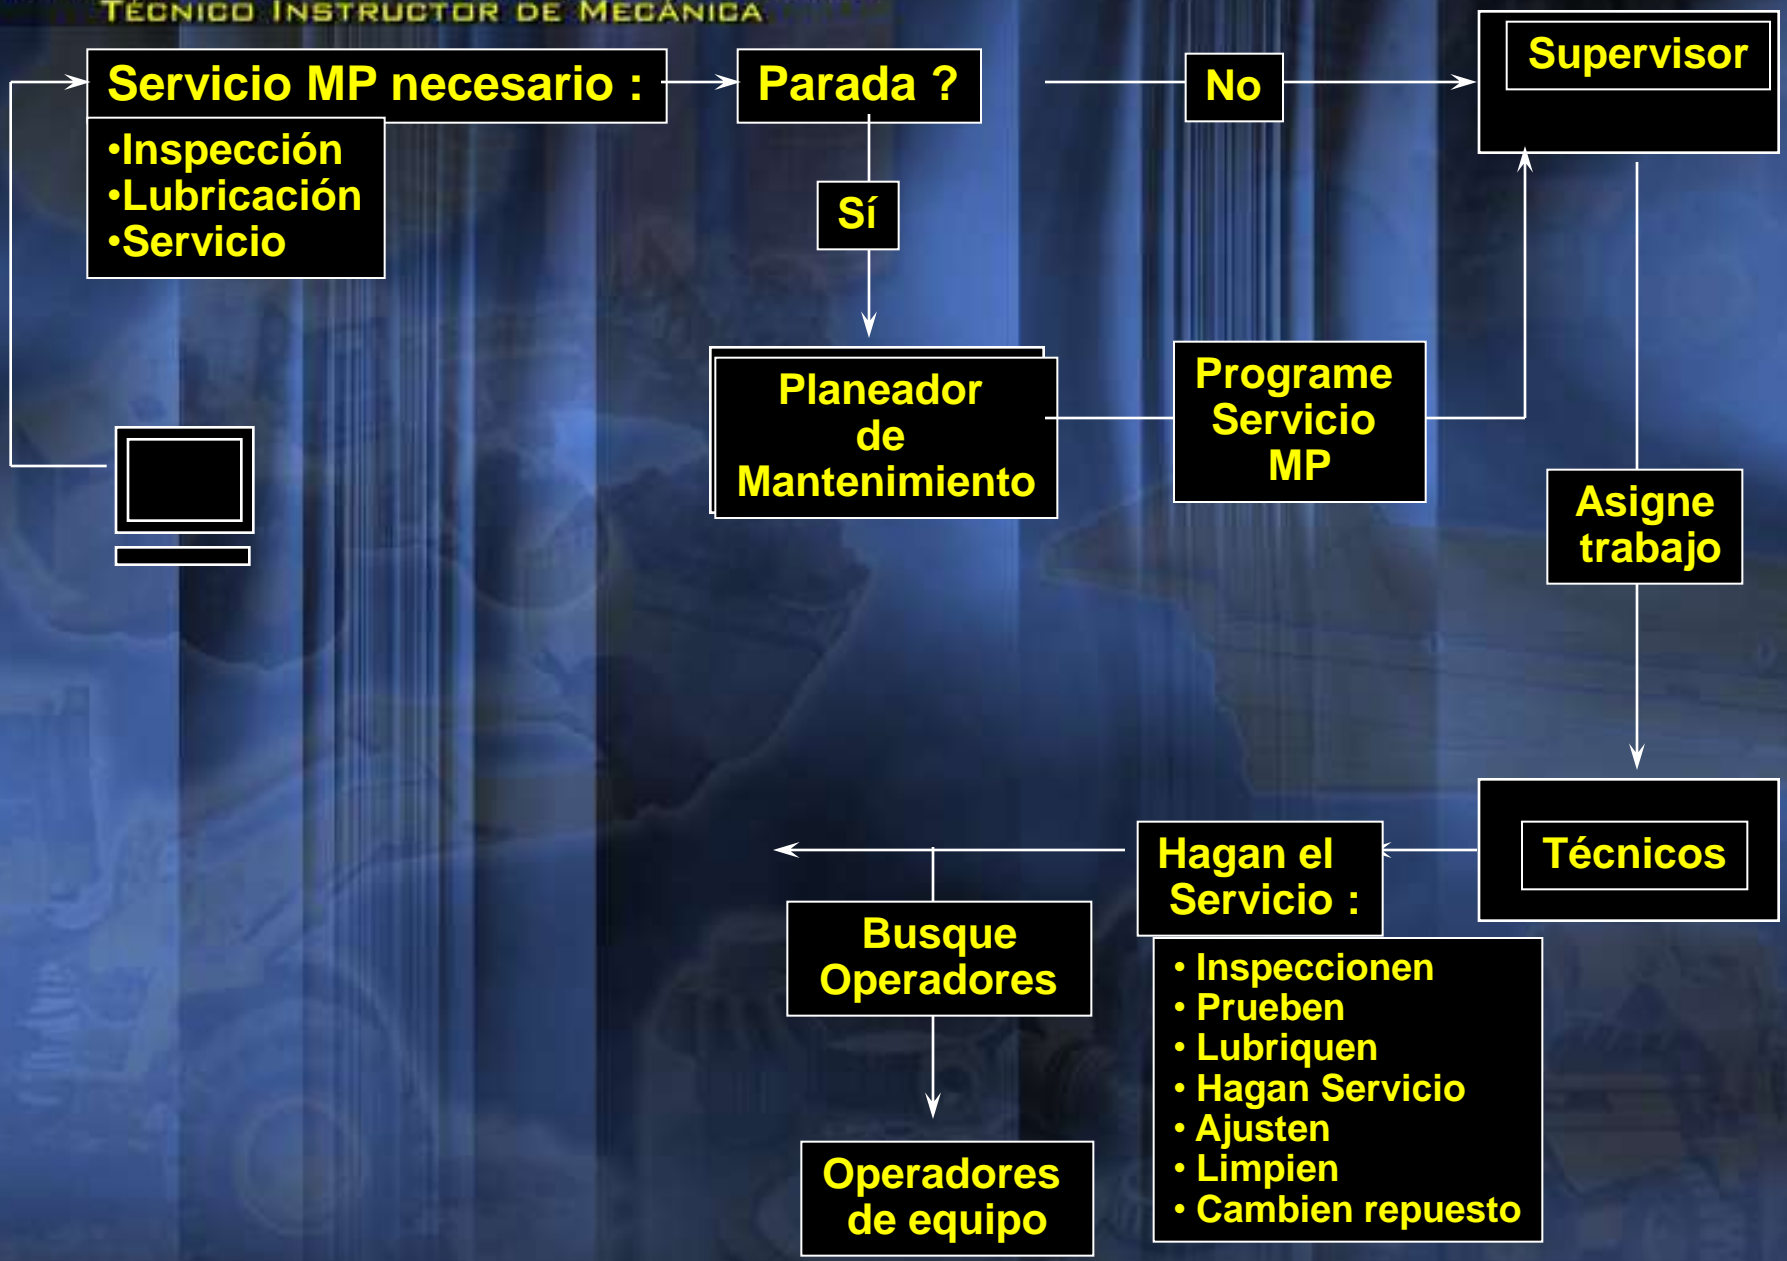 TÉCNICO INSTRUCTOR DE MECÁNICA
Servicio MP necesario :
•Inspección
•Lubricación
•Servicio
Parada ?
No
Supervisor
Sí
Planeador
de
Mantenimiento
Programe
Servicio
MP
Asigne
trabajo
Técnicos
Hagan el
Servicio :
• Inspeccionen
• Prueben
• Lubriquen
• Hagan Servicio
• Ajusten
• Limpien
• Cambien repuesto
Busque
Operadores
Operadores
de equipo